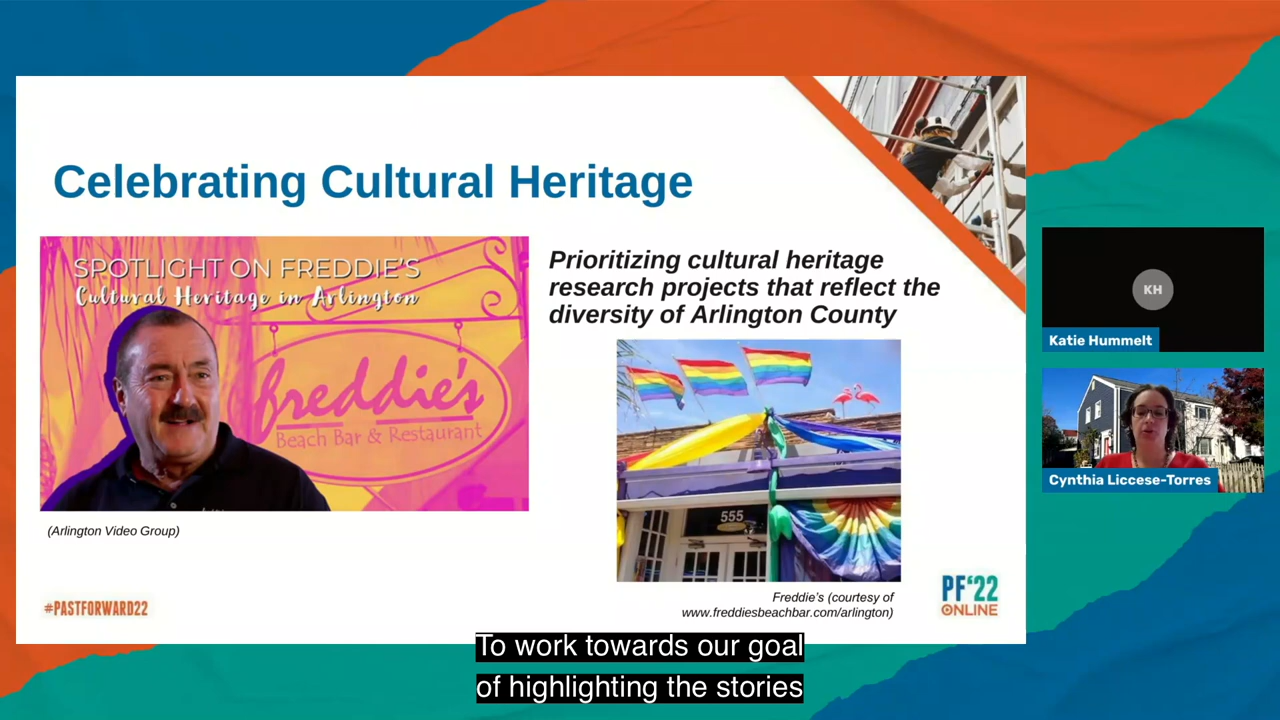 Celebrating Cultural Heritage
SPOTLIGHT ON FREDDIE'S
Cultural Heritage in Arlington
freddie's
Beach Bar & Restaurant
(Arlington Video Group)
Prioritizing cultural heritage
research projects that reflect the
diversity of Arlington County
555
Freddie's (courtesy of
www.freddiesbeachbar.com/arlington)
#PASTFORWARD22
PF'22
ONLINE
KH
Katie Hummelt
Cynthia Liccese-Torres
To work towards our goal
of highlighting the stories